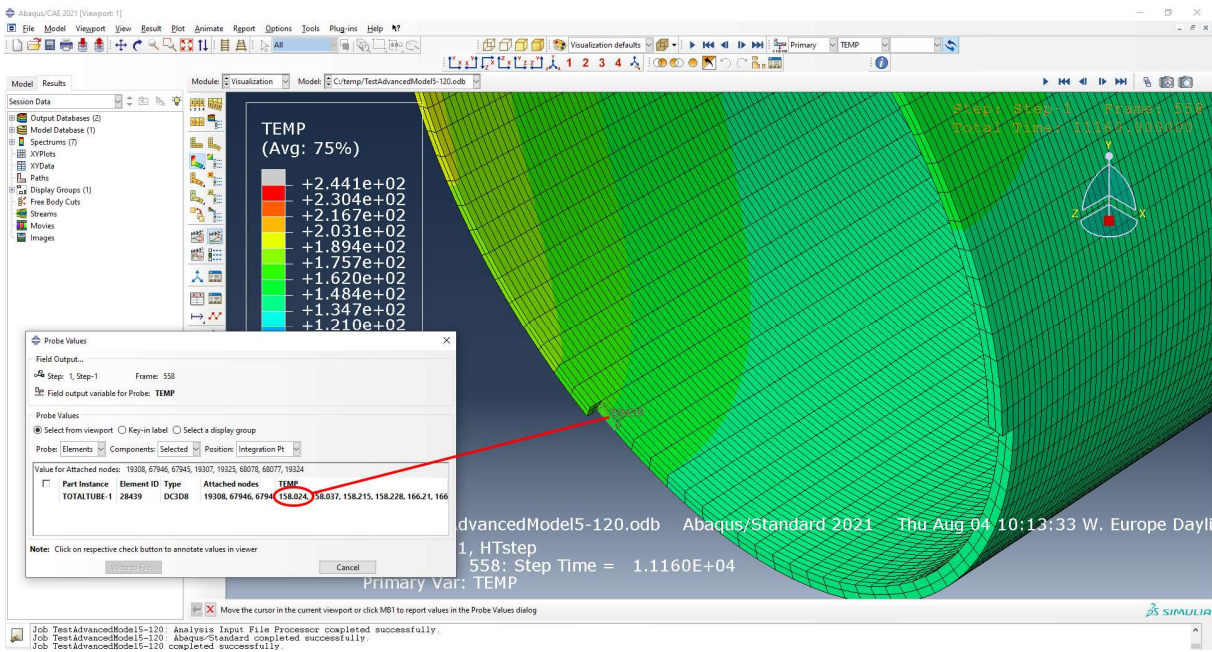 Abaqus/CAE 2021 [Viewport: 1]
File Model Viewport View Result Plot Animate Report Options Tools Plug-ins Help
All Visualization defaults Primary TEMP
1 2 3 4
Model Results Module: Visualization Model: C:/temp/TestAdvancedModel5-120.odb
Session Data
Output Databases (2)
Model Database (1)
Spectrums (7)
XYPlots
XYData
Paths
Display Groups (1)
Free Body Cuts
Streams
Movies
Images
TEMP
(Avg: 75%)
+2.441e+02
+2.304e+02
+2.167e+02
+2.031e+02
+1.894e+02
+1.757e+02
+1.620e+02
+1.484e+02
+1.347e+02
+1.210e+02
Frame: 558
Total Time: 11160.000000
Y
Z X
Probe Values
Field Output...
Step: 1, Step-1 Frame: 558
Field output variable for Probe: TEMP
Probe Values
Select from viewport Key-in label Select a display group
Probe: Elements Components: Selected Position: Integration Pt
Value for Attached nodes: 19308, 67946, 67945, 19307, 19325, 68078, 68077, 19324
Part Instance Element ID Type Attached nodes TEMP
TOTALTUBE-1 28439 DC3D8 19308, 67946, 6794 158.024, 158.037, 158.215, 158.228, 166.21, 166
Note: Click on respective check button to annotate values in viewer
Write to File... Cancel
dvancedModel5-120.odb Abaqus/Standard 2021 Thu Aug 04 10:13:33 W. Europe Dayli
1, HTstep
558: Step Time = 1.1160E+04
Primary Var: TEMP
Move the cursor in the current viewport or click MB1 to report values in the Probe Values dialog
SIMULIA
Job TestAdvancedModel5-120: Analysis Input File Processor completed successfully.
Job TestAdvancedModel5-120: Abaqus/Standard completed successfully.
Job TestAdvancedModel5-120 completed successfully.